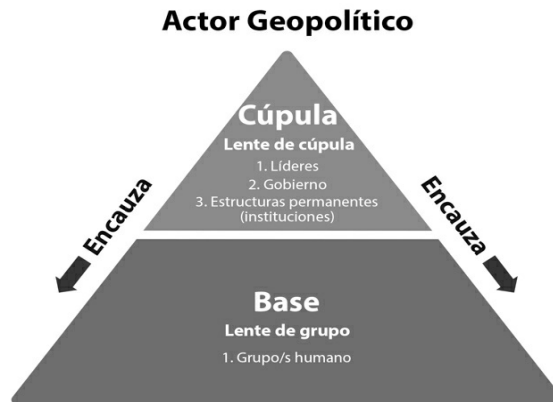 Actor Geopolítico
Cúpula
Lente de cúpula
1. Líderes
2. Gobierno
3. Estructuras permanentes
(instituciones)
Encauza
Encauza
Base
Lente de grupo
1. Grupo/s humano